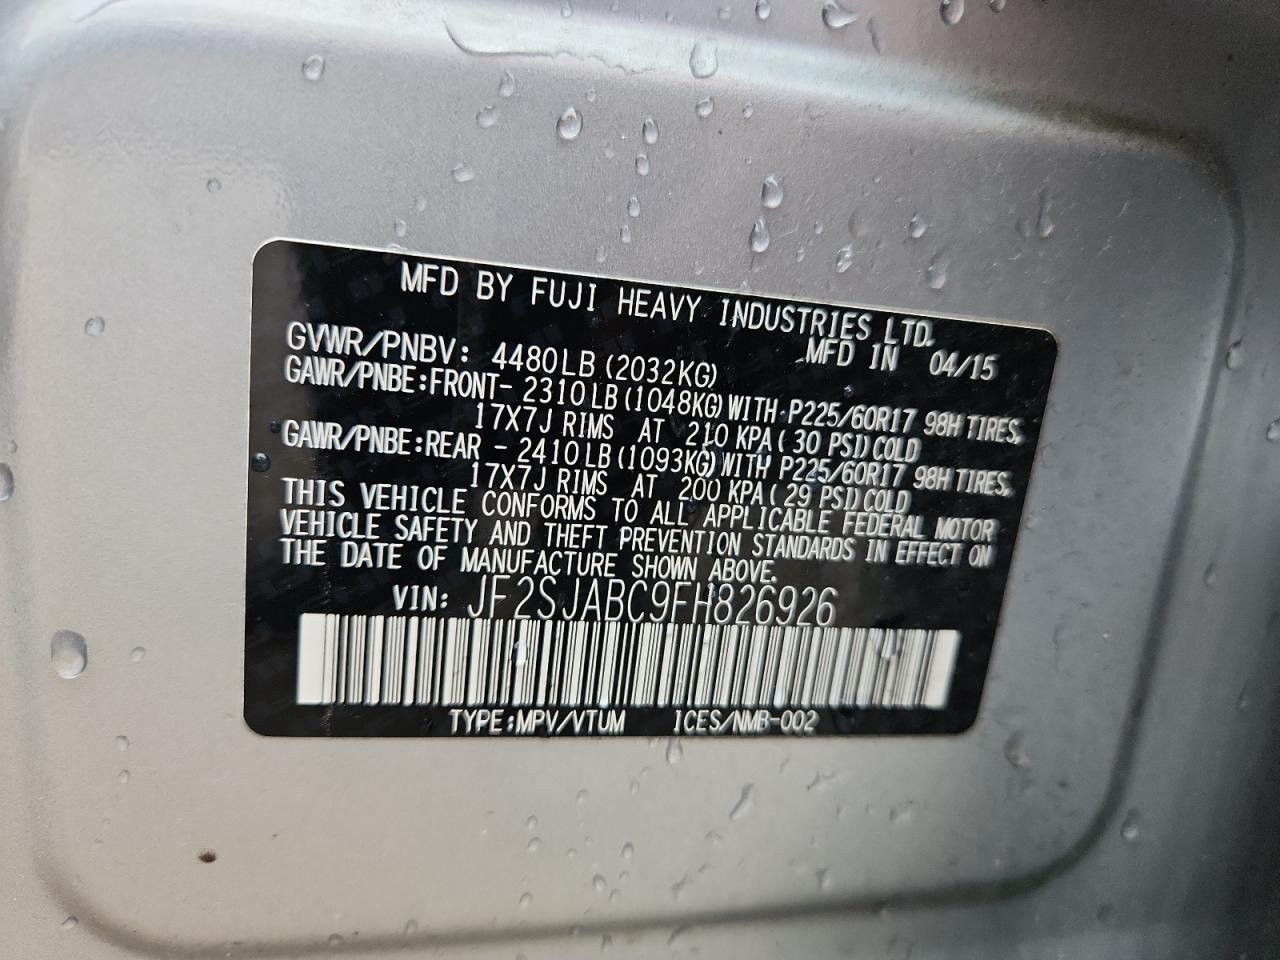 MFD BY FUJI HEAVY INDUSTRIES LTD.
MFD IN 04/15
GVWR/PNBV: 4480LB (2032KG)
GAWR/PNBE:FRONT- 2310LB (1048KG) WITH P225/60R17 98H TIRES,
17X7J RIMS AT 210 KPA( 30 PSI)COLD
GAWR/PNBE:REAR - 2410LB (1093KG)WITH P225/60R17 98H TIRES,
17X7J RIMS AT 200 KPA( 29 PSI)COLD
THIS VEHICLE CONFORMS TO ALL APPLICABLE FEDERAL MOTOR
VEHICLE SAFETY AND THEFT PREVENTION STANDARDS IN EFFECT ON
THE DATE OF MANUFACTURE SHOWN ABOVE.
VIN: JF2SJABC9FH826926
TYPE:MPV/VTUM ICES/NMB-002